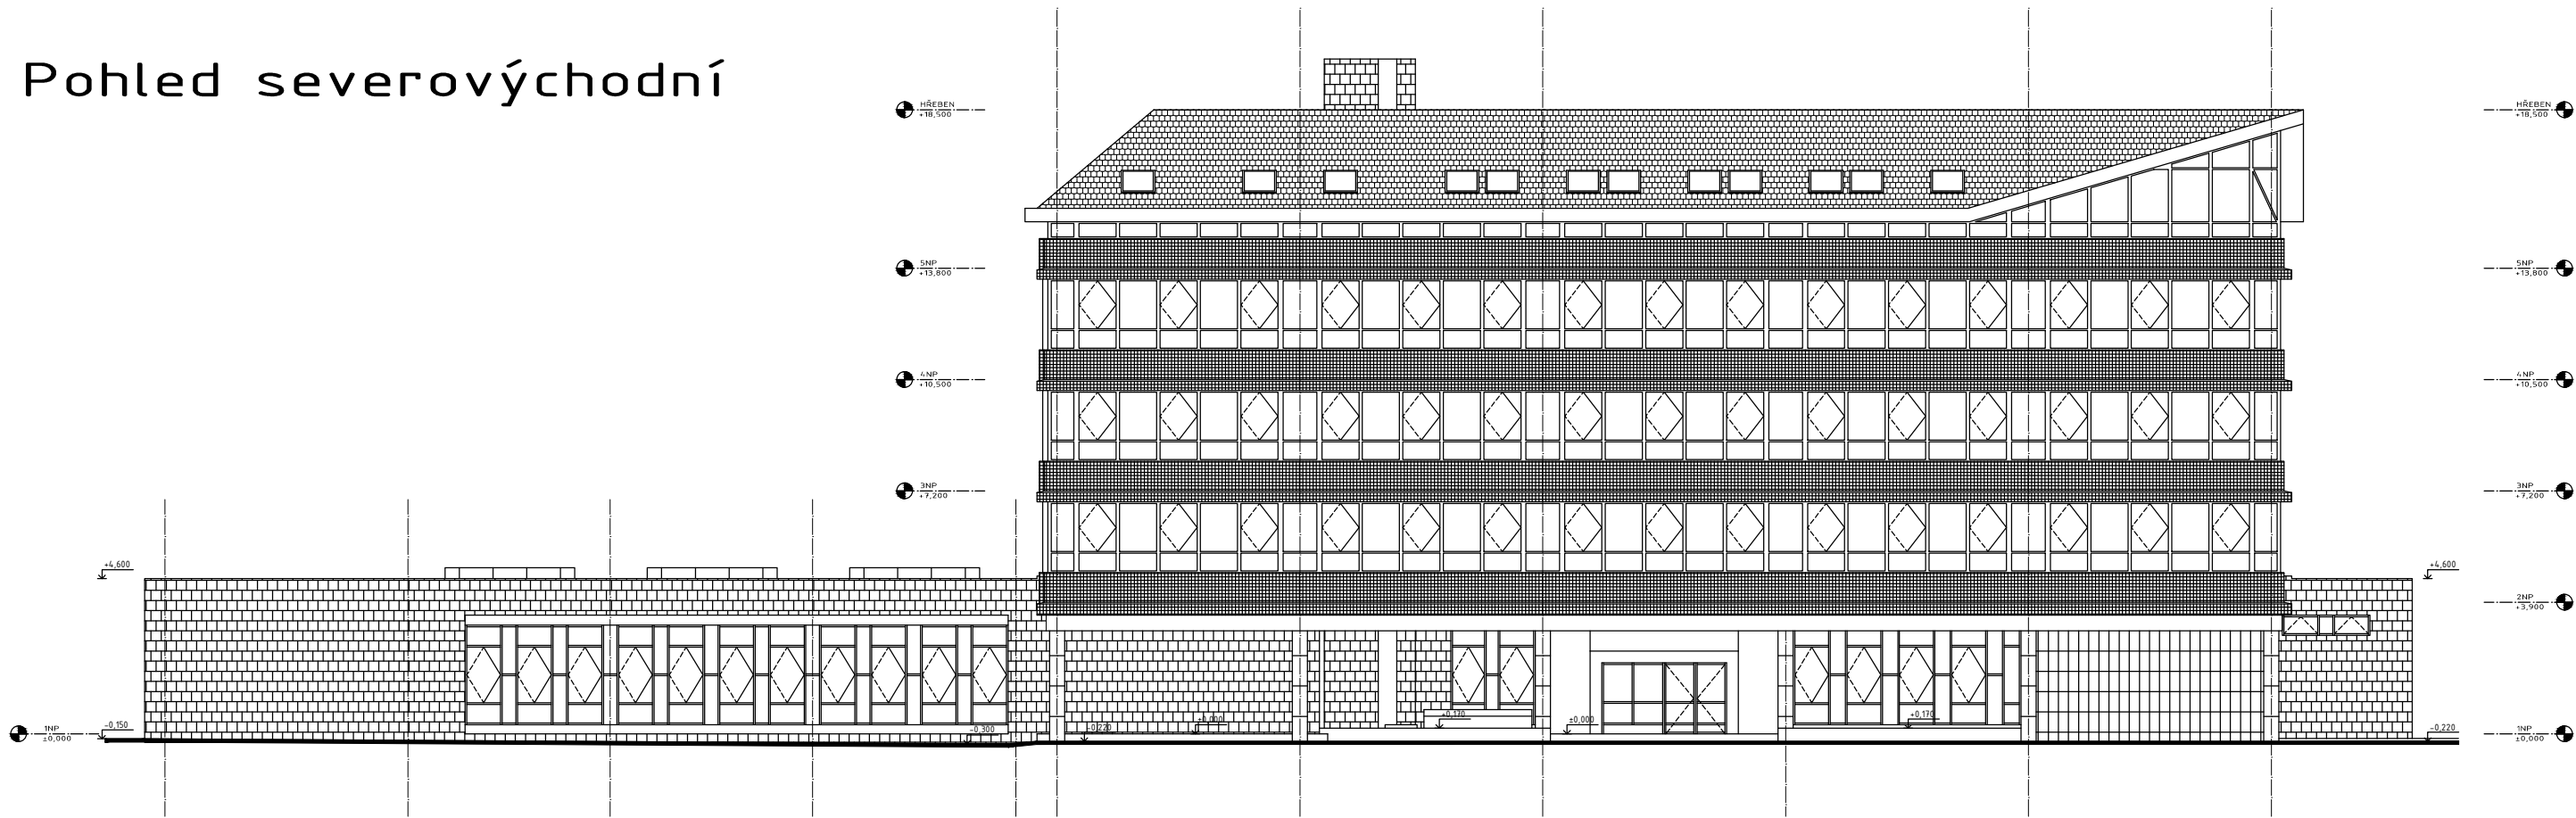 Pohled severovýchodní
HŘEBEN
+18,500
HŘEBEN
+18,500
5NP
+13,800
5NP
+13,800
4NP
+10,500
4NP
+10,500
3NP
+7,200
3NP
+7,200
+4,600
+4,600
2NP
+3,900
1NP
±0,000
-0,150
-0,300
-0,220
±0,000
+0,170
±0,000
+0,170
-0,220
1NP
±0,000